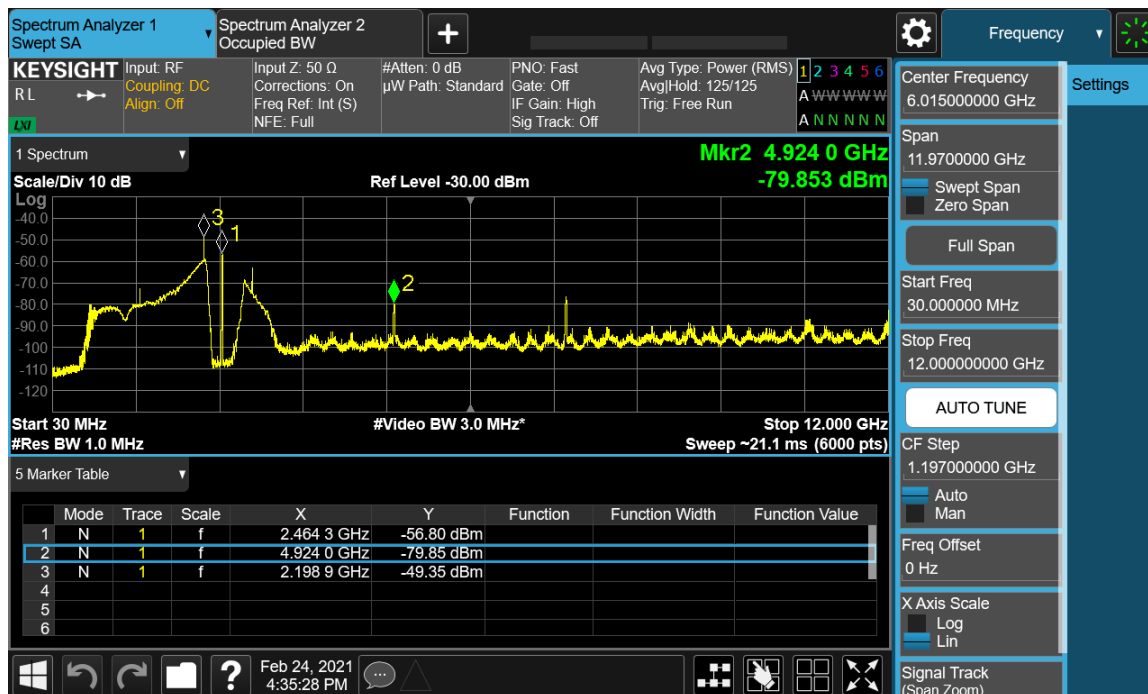 Spectrum Analyzer 1
Swept SA
Spectrum Analyzer 2
Occupied BW
Frequency
KEYSIGHT
RL
LXI
Input: RF
Coupling: DC
Align: Off
Input Z: 50 Ω
Corrections: On
Freq Ref: Int (S)
NFE: Full
#Atten: 0 dB
µW Path: Standard
PNO: Fast
Gate: Off
IF Gain: High
Sig Track: Off
Avg Type: Power (RMS)
Avg|Hold: 125/125
Trig: Free Run
1 2 3 4 5 6
A W W W W W
A N N N N N
1 Spectrum
Scale/Div 10 dB
Ref Level -30.00 dBm
Mkr2 4.924 0 GHz
-79.853 dBm
Log
-40.0
-50.0
-60.0
-70.0
-80.0
-90.0
-100
-110
-120
3
1
2
Start 30 MHz
#Video BW 3.0 MHz*
Stop 12.000 GHz
#Res BW 1.0 MHz
Sweep ~21.1 ms (6000 pts)
5 Marker Table
Mode Trace Scale X Y Function Function Width Function Value
1 N 1 f 2.464 3 GHz -56.80 dBm
2 N 1 f 4.924 0 GHz -79.85 dBm
3 N 1 f 2.198 9 GHz -49.35 dBm
4
5
6
?
Feb 24, 2021
4:35:28 PM
Center Frequency
6.015000000 GHz
Span
11.9700000 GHz
Swept Span
Zero Span
Full Span
Start Freq
30.000000 MHz
Stop Freq
12.000000000 GHz
AUTO TUNE
CF Step
1.197000000 GHz
Auto
Man
Freq Offset
0 Hz
X Axis Scale
Log
Lin
Signal Track
(Span Zoom)
Settings